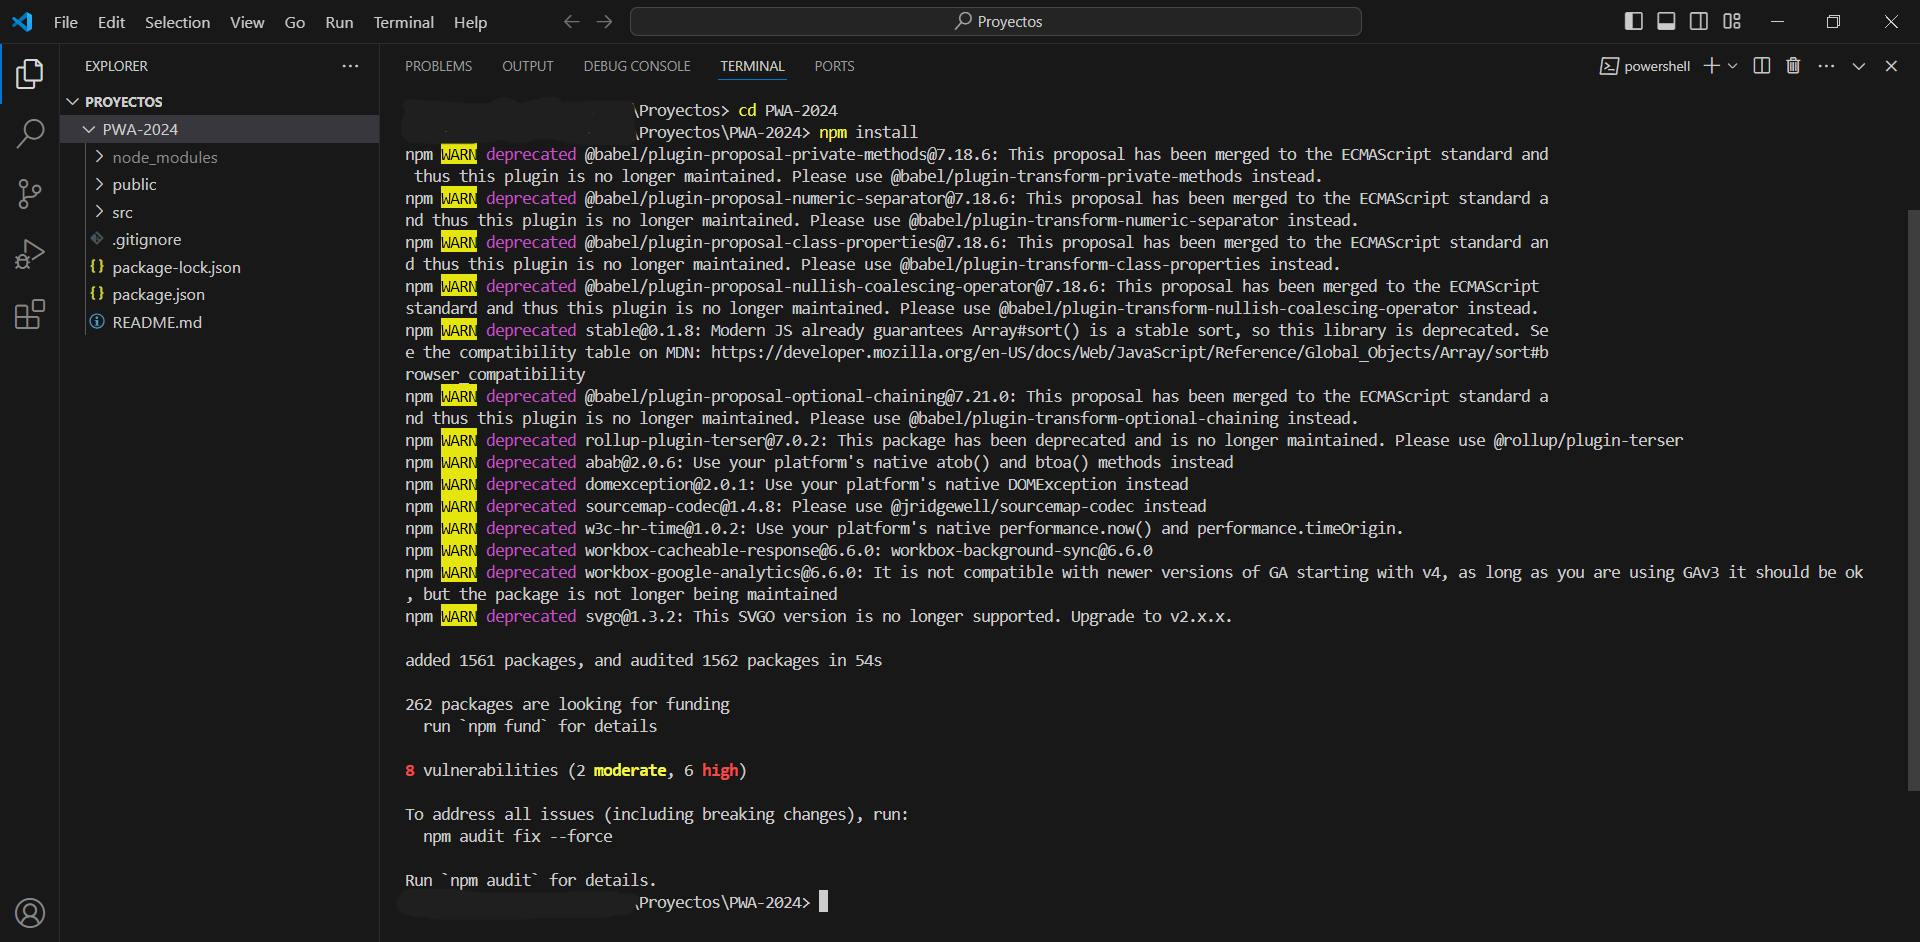 File Edit Selection View Go Run Terminal Help
Proyectos
EXPLORER
PROYECTOS
PWA-2024
node_modules
public
src
.gitignore
package-lock.json
package.json
README.md
PROBLEMS OUTPUT DEBUG CONSOLE TERMINAL PORTS
powershell
\Proyectos> cd PWA-2024
\Proyectos\PWA-2024> npm install
npm WARN deprecated @babel/plugin-proposal-private-methods@7.18.6: This proposal has been merged to the ECMAScript standard and
thus this plugin is no longer maintained. Please use @babel/plugin-transform-private-methods instead.
npm WARN deprecated @babel/plugin-proposal-numeric-separator@7.18.6: This proposal has been merged to the ECMAScript standard a
nd thus this plugin is no longer maintained. Please use @babel/plugin-transform-numeric-separator instead.
npm WARN deprecated @babel/plugin-proposal-class-properties@7.18.6: This proposal has been merged to the ECMAScript standard an
d thus this plugin is no longer maintained. Please use @babel/plugin-transform-class-properties instead.
npm WARN deprecated @babel/plugin-proposal-nullish-coalescing-operator@7.18.6: This proposal has been merged to the ECMAScript
standard and thus this plugin is no longer maintained. Please use @babel/plugin-transform-nullish-coalescing-operator instead.
npm WARN deprecated stable@0.1.8: Modern JS already guarantees Array#sort() is a stable sort, so this library is deprecated. Se
e the compatibility table on MDN: https://developer.mozilla.org/en-US/docs/Web/JavaScript/Reference/Global_Objects/Array/sort#b
rowser_compatibility
npm WARN deprecated @babel/plugin-proposal-optional-chaining@7.21.0: This proposal has been merged to the ECMAScript standard a
nd thus this plugin is no longer maintained. Please use @babel/plugin-transform-optional-chaining instead.
npm WARN deprecated rollup-plugin-terser@7.0.2: This package has been deprecated and is no longer maintained. Please use @rollup/plugin-terser
npm WARN deprecated abab@2.0.6: Use your platform's native atob() and btoa() methods instead
npm WARN deprecated domexception@2.0.1: Use your platform's native DOMException instead
npm WARN deprecated sourcemap-codec@1.4.8: Please use @jridgewell/sourcemap-codec instead
npm WARN deprecated w3c-hr-time@1.0.2: Use your platform's native performance.now() and performance.timeOrigin.
npm WARN deprecated workbox-cacheable-response@6.6.0: workbox-background-sync@6.6.0
npm WARN deprecated workbox-google-analytics@6.6.0: It is not compatible with newer versions of GA starting with v4, as long as you are using GAv3 it should be ok
, but the package is not longer being maintained
npm WARN deprecated svgo@1.3.2: This SVGO version is no longer supported. Upgrade to v2.x.x.
added 1561 packages, and audited 1562 packages in 54s
262 packages are looking for funding
run `npm fund` for details
8 vulnerabilities (2 moderate, 6 high)
To address all issues (including breaking changes), run:
npm audit fix --force
Run `npm audit` for details.
\Proyectos\PWA-2024>